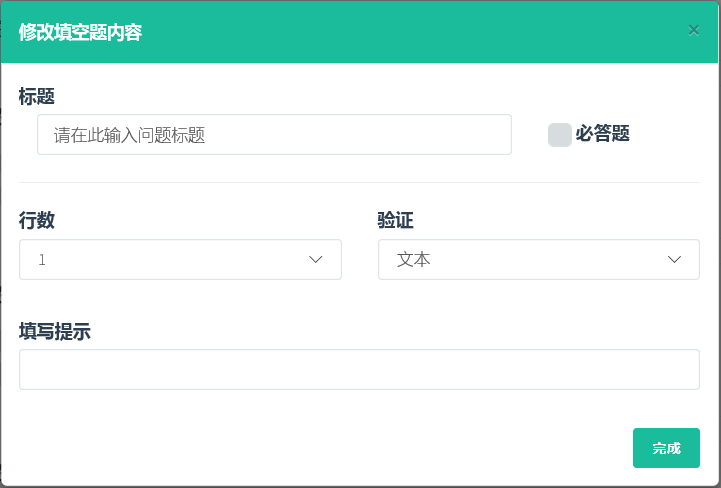 修改填空题内容 ×
标题
请在此输入问题标题 必答题
行数 验证
1 文本
填写提示
完成